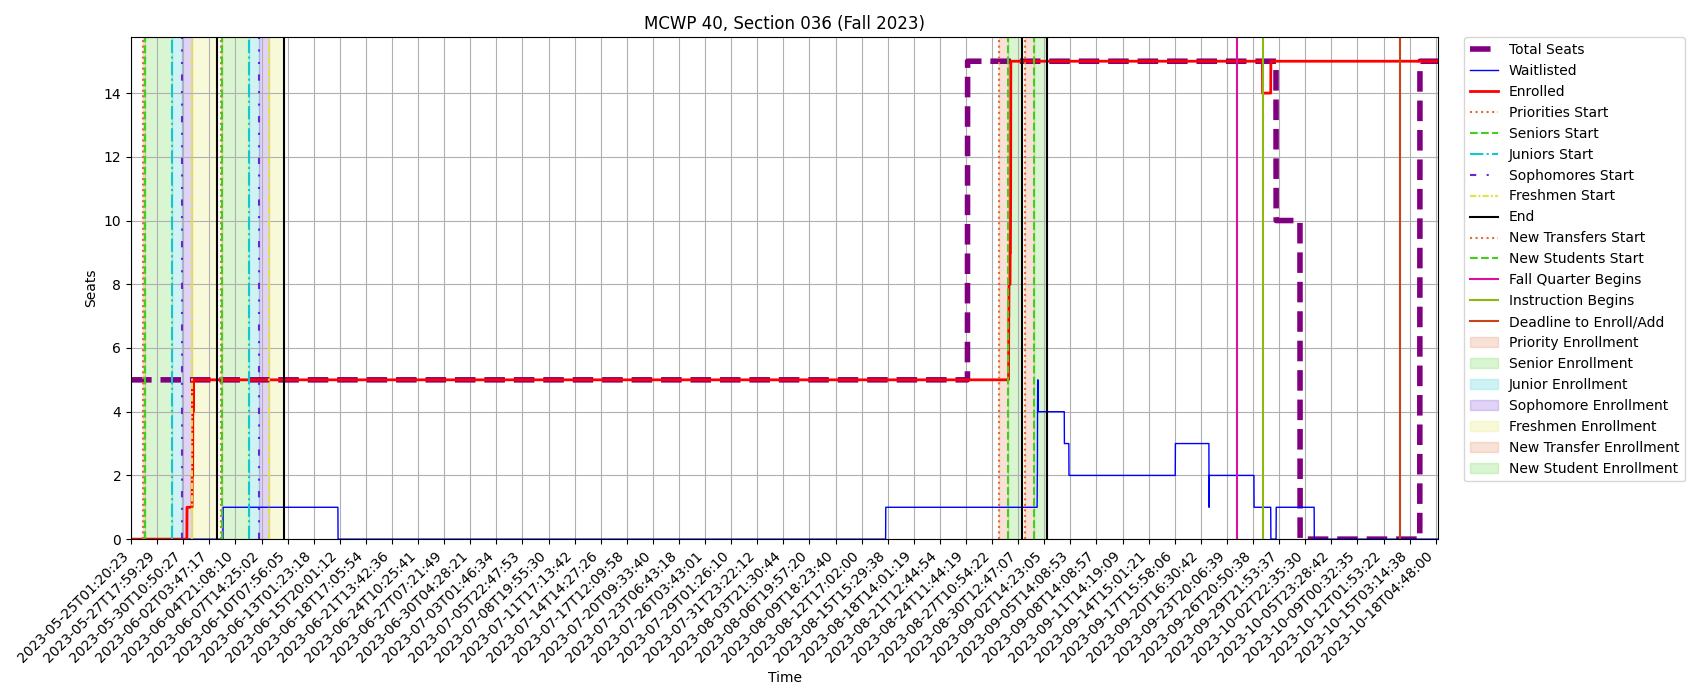 MCWP 40, Section 036 (Fall 2023)
Seats
14
12
10
8
6
4
2
0
2023-05-25T01:20:23
2023-05-27T17:59:29
2023-05-30T10:50:27
2023-06-02T03:47:17
2023-06-04T21:08:10
2023-06-07T14:25:02
2023-06-10T07:56:05
2023-06-13T01:23:18
2023-06-15T20:01:12
2023-06-18T17:05:54
2023-06-21T13:42:36
2023-06-24T10:25:41
2023-06-27T07:21:49
2023-06-30T04:28:21
2023-07-03T01:46:34
2023-07-05T22:47:53
2023-07-08T19:55:30
2023-07-11T17:13:42
2023-07-14T14:27:26
2023-07-17T12:09:58
2023-07-20T09:33:40
2023-07-23T06:43:18
2023-07-26T03:43:01
2023-07-29T01:26:10
2023-07-31T23:22:12
2023-08-03T21:30:44
2023-08-06T19:57:20
2023-08-09T18:23:40
2023-08-12T17:02:00
2023-08-15T15:29:38
2023-08-18T14:01:19
2023-08-21T12:44:54
2023-08-24T11:44:19
2023-08-27T10:54:22
2023-08-30T12:47:07
2023-09-02T14:23:05
2023-09-05T14:08:53
2023-09-08T14:08:57
2023-09-11T14:19:09
2023-09-14T15:01:21
2023-09-17T15:58:06
2023-09-20T16:30:42
2023-09-23T20:06:39
2023-09-26T20:50:38
2023-09-29T21:53:37
2023-10-02T22:35:30
2023-10-05T23:28:42
2023-10-09T00:32:35
2023-10-12T01:53:22
2023-10-15T03:14:38
2023-10-18T04:48:00
Time
Total Seats
Waitlisted
Enrolled
Priorities Start
Seniors Start
Juniors Start
Sophomores Start
Freshmen Start
End
New Transfers Start
New Students Start
Fall Quarter Begins
Instruction Begins
Deadline to Enroll/Add
Priority Enrollment
Senior Enrollment
Junior Enrollment
Sophomore Enrollment
Freshmen Enrollment
New Transfer Enrollment
New Student Enrollment